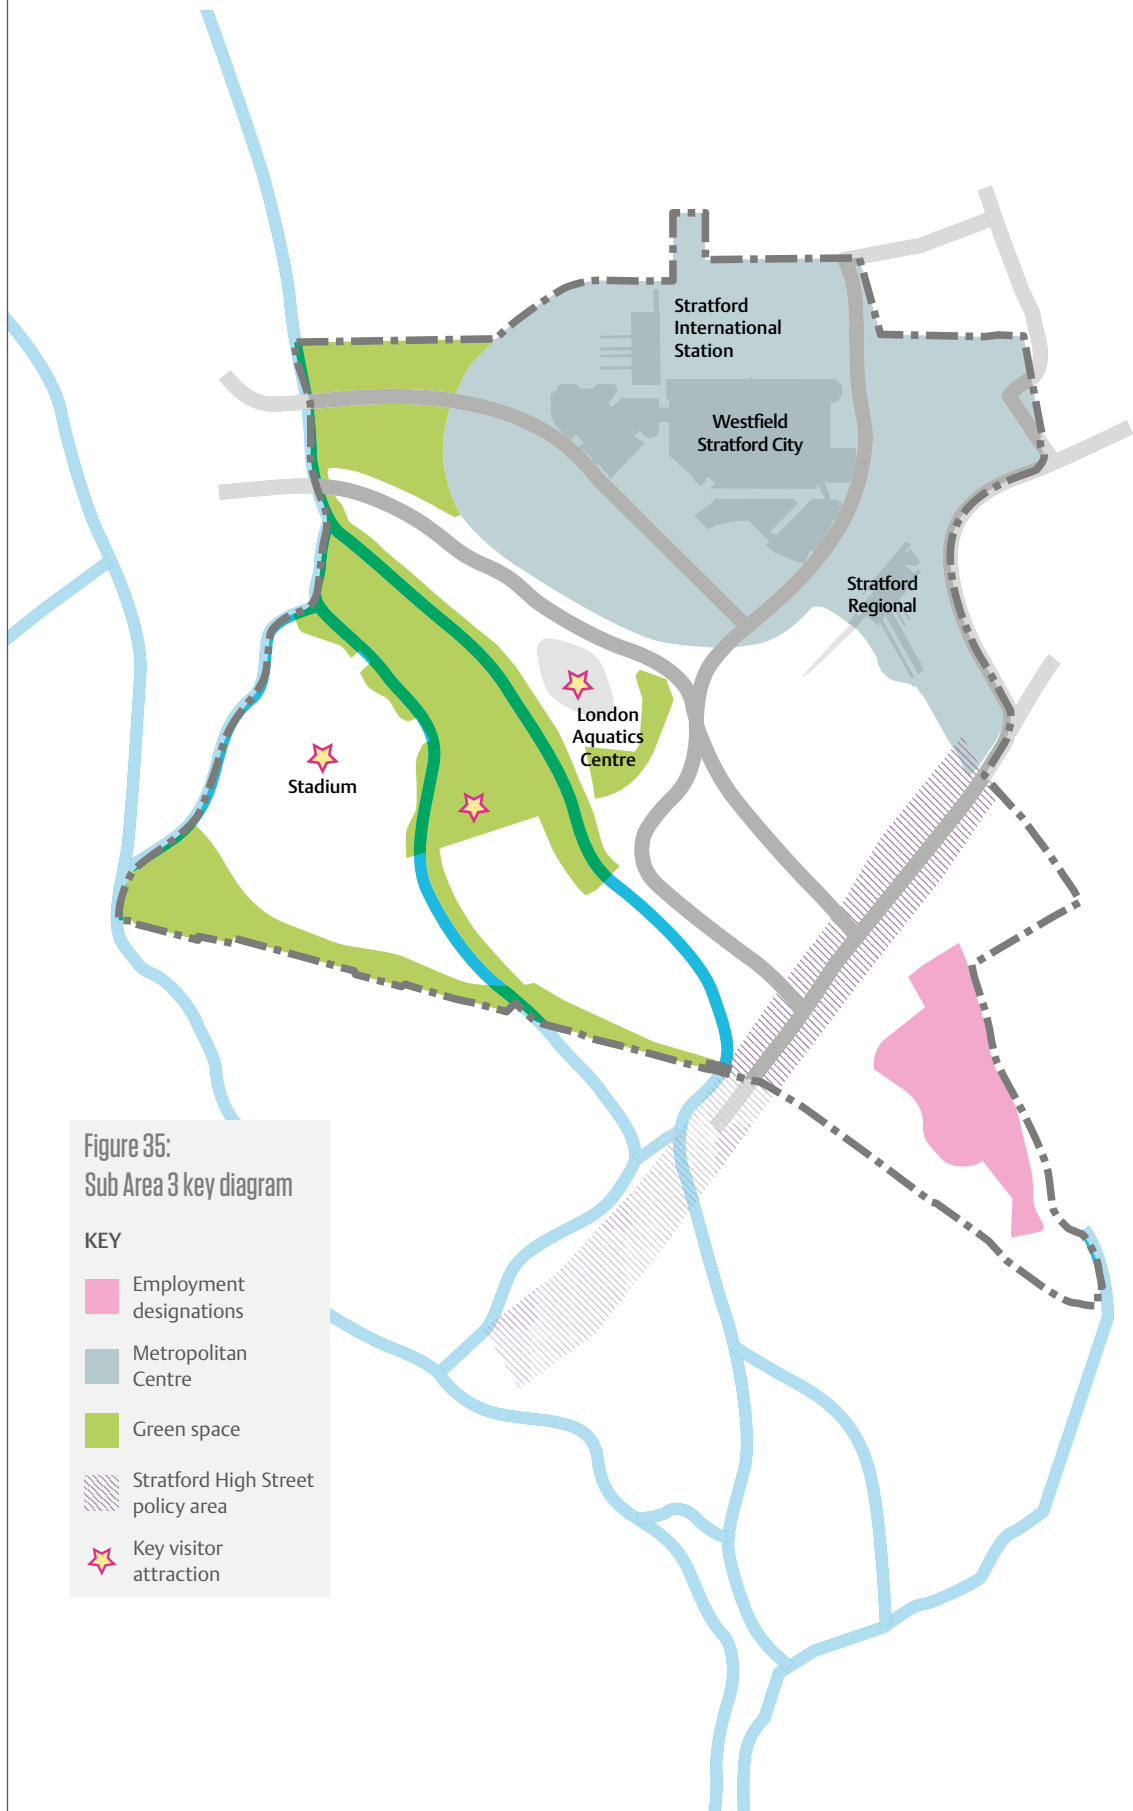 Stratford
International
Station
Westfield
Stratford City
Stratford
Regional
London
Aquatics
Centre
Stadium
Figure 35:
Sub Area 3 key diagram
KEY
Employment
designations
Metropolitan
Centre
Green space
Stratford High Street
policy area
Key visitor
attraction